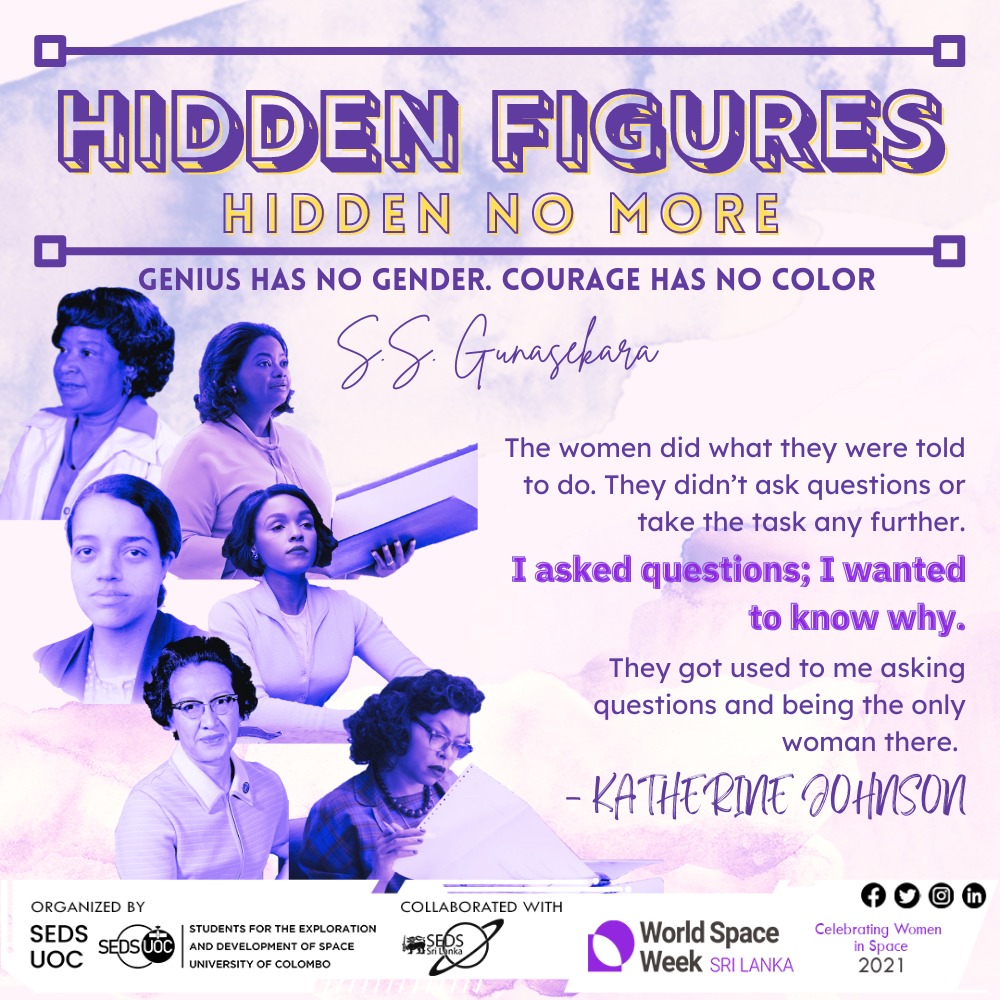 HIDDEN FIGURES
HIDDEN NO MORE
GENIUS HAS NO GENDER. COURAGE HAS NO COLOR
S.S. Gunasekara
The women did what they were told
to do. They didn’t ask questions or
take the task any further.
I asked questions; I wanted
to know why.
They got used to me asking
questions and being the only
woman there.
- KATHERINE JOHNSON
ORGANIZED BY
SEDS
UOC
SEDS UOC
STUDENTS FOR THE EXPLORATION
AND DEVELOPMENT OF SPACE
UNIVERSITY OF COLOMBO
COLLABORATED WITH
SEDS
Sri Lanka
World Space
Week SRI LANKA
Celebrating Women
in Space
2021